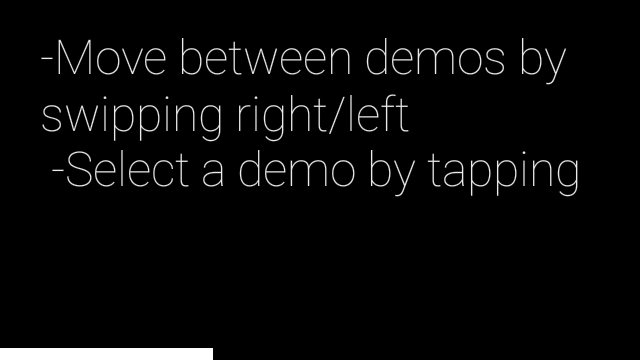 -Move between demos by
swipping right/left
-Select a demo by tapping